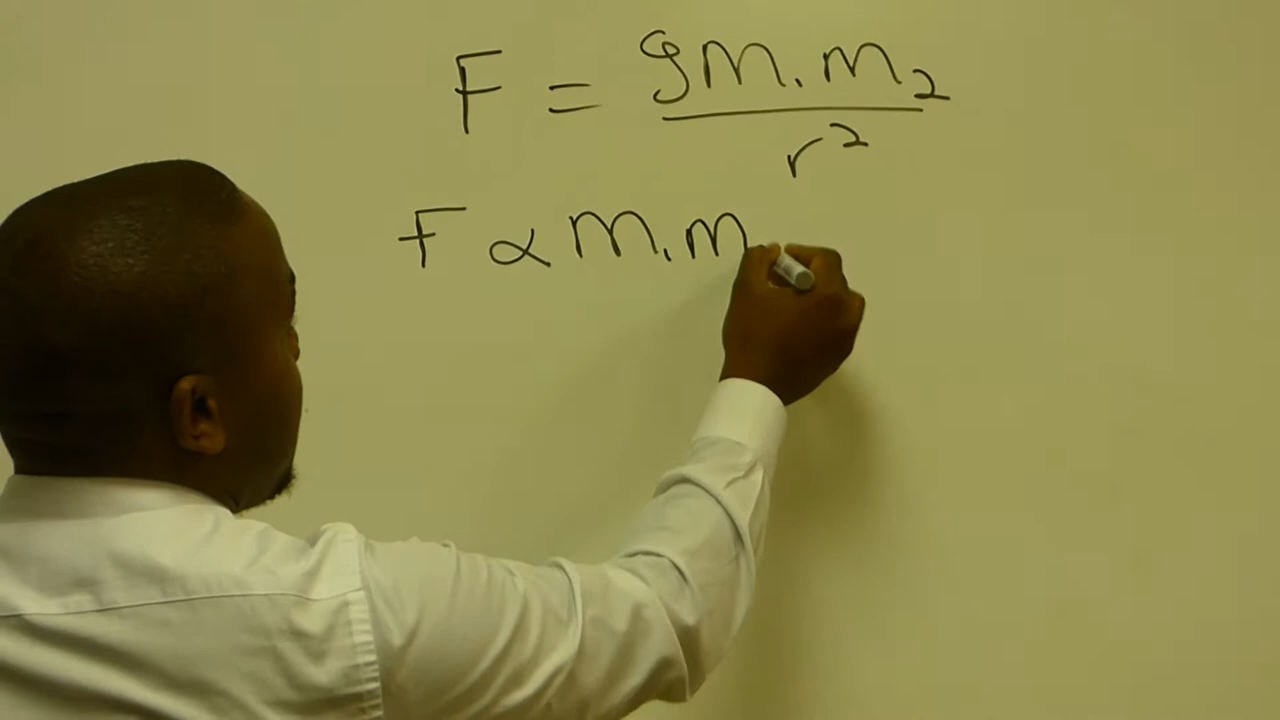 F = gm₁m₂/r²
F ∝ m₁m